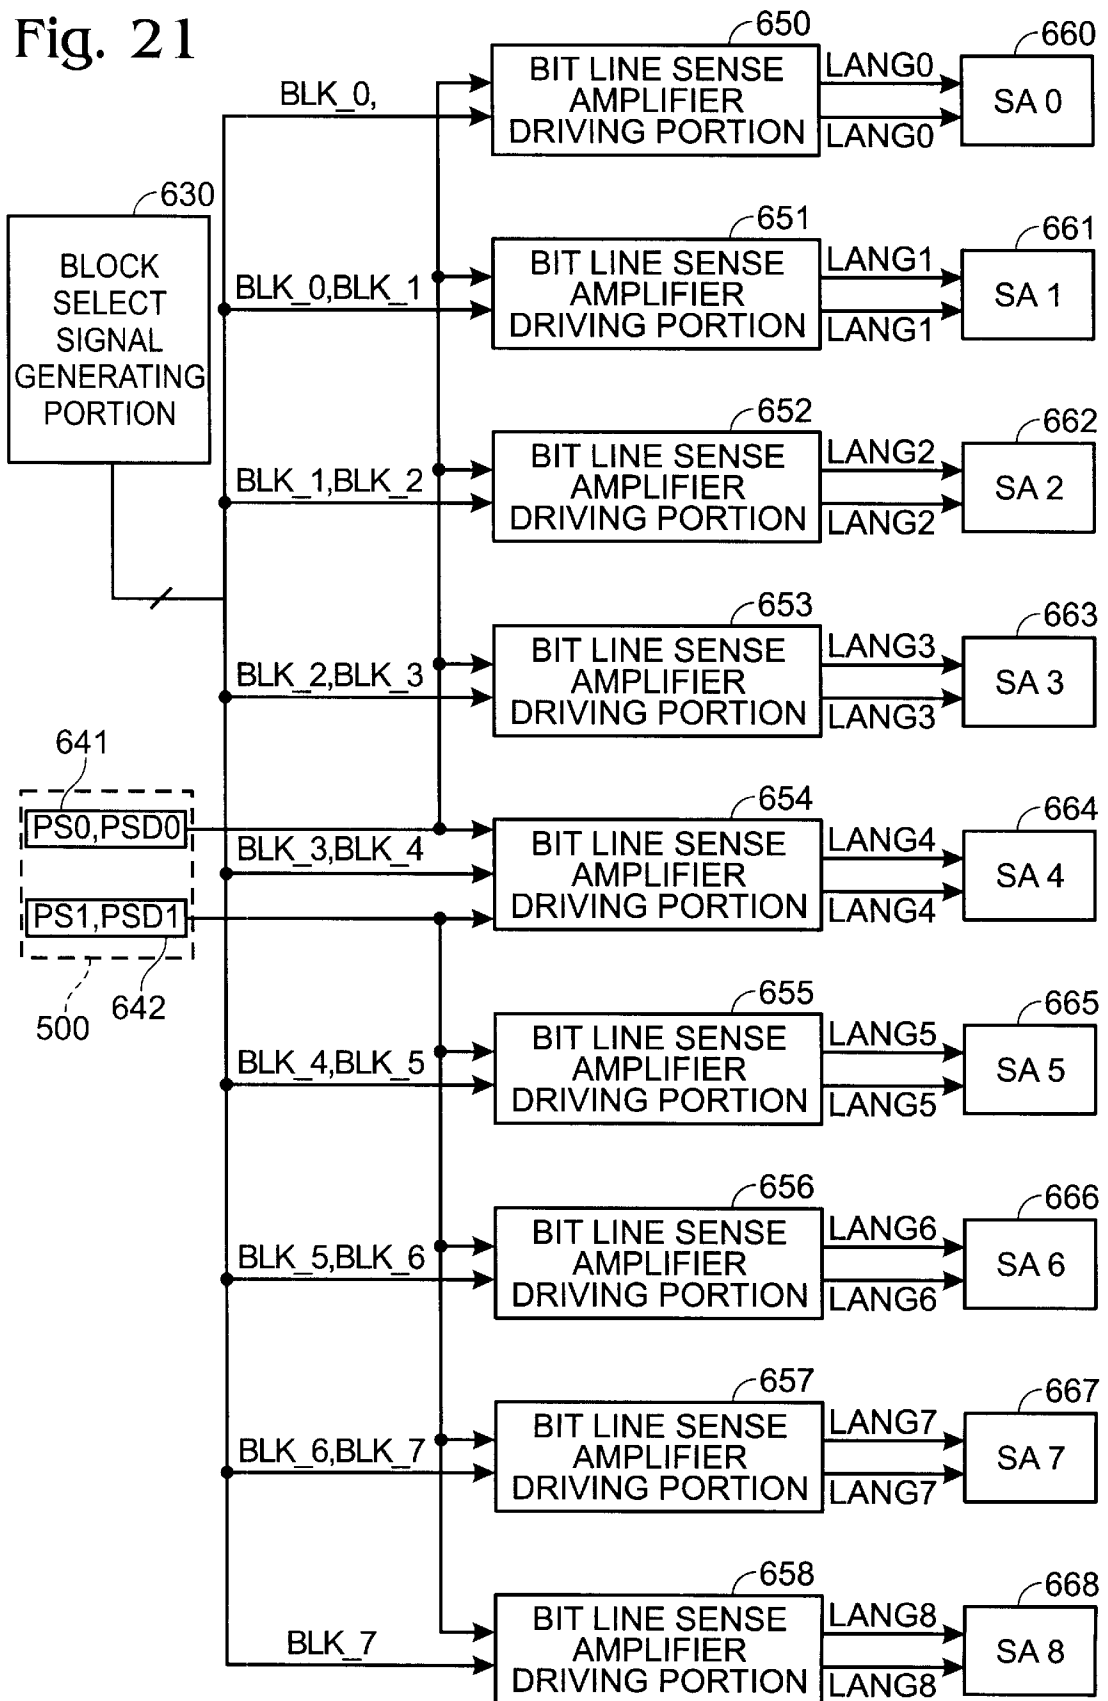 Fig. 21
650
660
BLK_0,
BIT LINE SENSE
AMPLIFIER
DRIVING PORTION
LANG0
LANG0
SA 0
630
BLOCK
SELECT
SIGNAL
GENERATING
PORTION
651
661
BLK_0,BLK_1
BIT LINE SENSE
AMPLIFIER
DRIVING PORTION
LANG1
LANG1
SA 1
652
662
BLK_1,BLK_2
BIT LINE SENSE
AMPLIFIER
DRIVING PORTION
LANG2
LANG2
SA 2
653
663
BLK_2,BLK_3
BIT LINE SENSE
AMPLIFIER
DRIVING PORTION
LANG3
LANG3
SA 3
641
PS0,PSD0
654
664
BLK_3,BLK_4
BIT LINE SENSE
AMPLIFIER
DRIVING PORTION
LANG4
LANG4
SA 4
PS1,PSD1
500
642
655
665
BLK_4,BLK_5
BIT LINE SENSE
AMPLIFIER
DRIVING PORTION
LANG5
LANG5
SA 5
656
666
BLK_5,BLK_6
BIT LINE SENSE
AMPLIFIER
DRIVING PORTION
LANG6
LANG6
SA 6
657
667
BLK_6,BLK_7
BIT LINE SENSE
AMPLIFIER
DRIVING PORTION
LANG7
LANG7
SA 7
658
668
BLK_7
BIT LINE SENSE
AMPLIFIER
DRIVING PORTION
LANG8
LANG8
SA 8